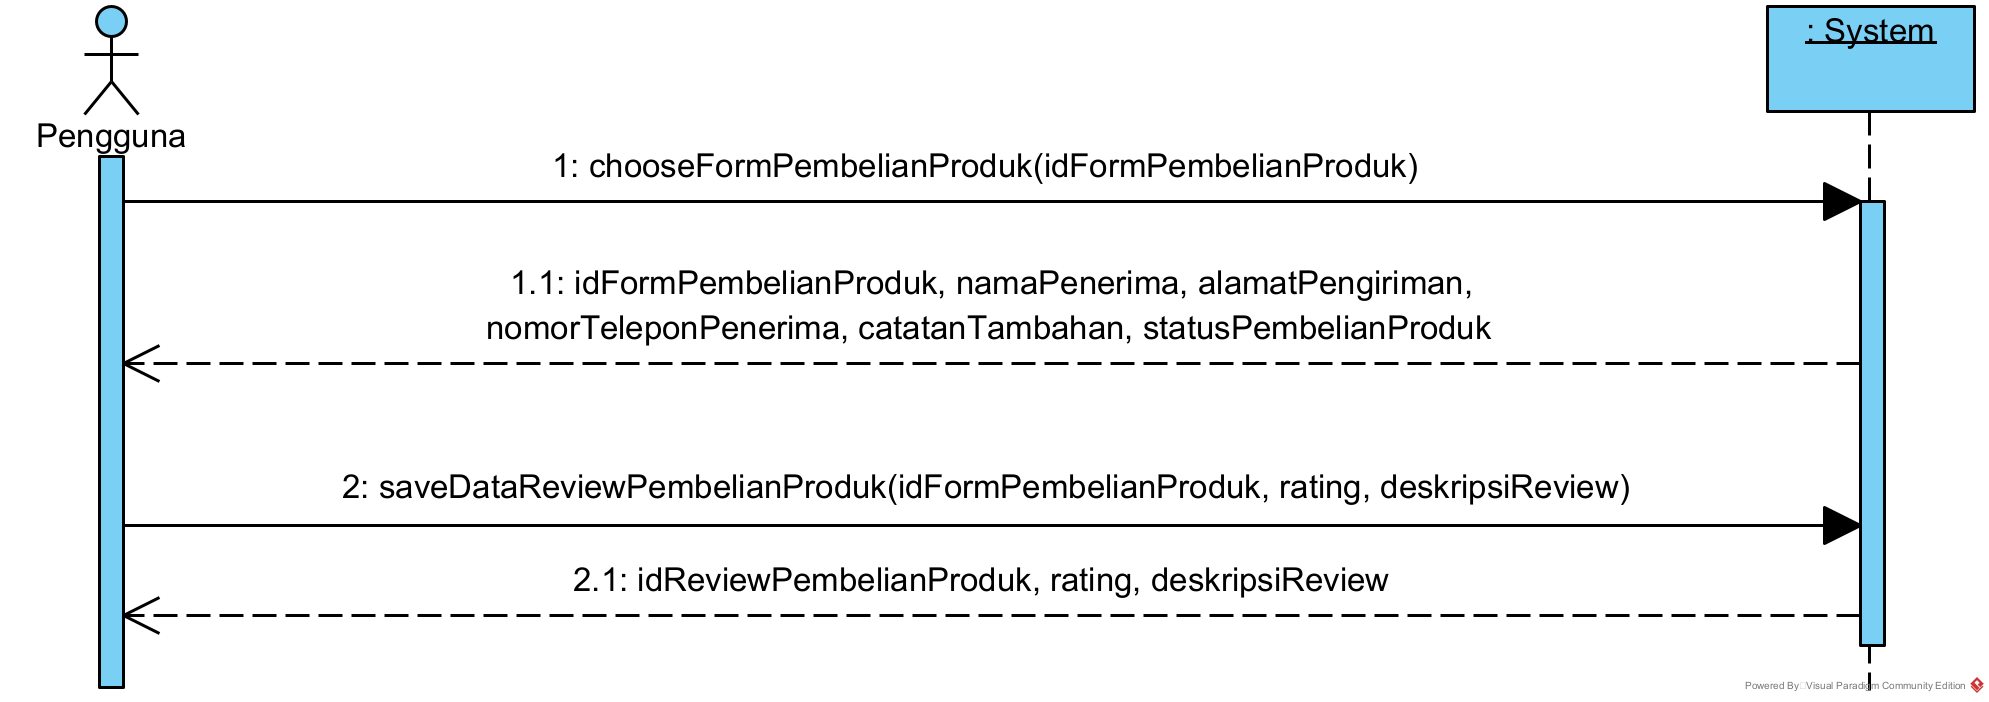 : System
Pengguna
1: chooseFormPembelianProduk(idFormPembelianProduk)
1.1: idFormPembelianProduk, namaPenerima, alamatPengiriman,
nomorTeleponPenerima, catatanTambahan, statusPembelianProduk
2: saveDataReviewPembelianProduk(idFormPembelianProduk, rating, deskripsiReview)
2.1: idReviewPembelianProduk, rating, deskripsiReview
Powered By Visual Paradigm Community Edition